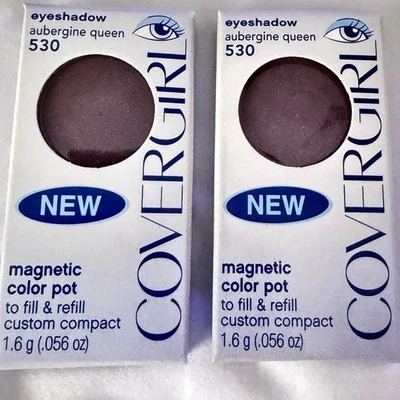 eyeshadow
aubergine queen
530
COVERGIRL
NEW
magnetic
color pot
to fill & refill
custom compact
1.6 g (.056 oz)
eyeshadow
aubergine queen
530
COVERGIRL
NEW
magnetic
color pot
to fill & refill
custom compact
1.6 g (.056 oz)